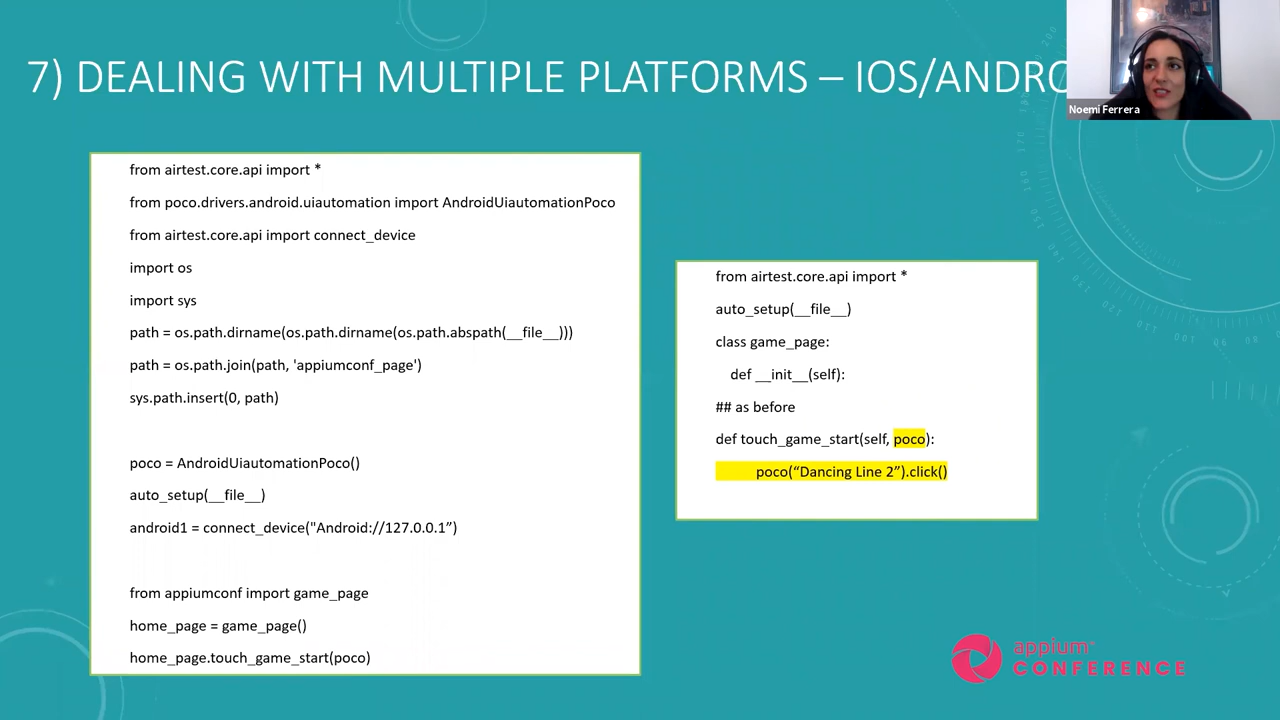 7) DEALING WITH MULTIPLE PLATFORMS – IOS/ANDRO
Noemi Ferrera
from airtest.core.api import *
from poco.drivers.android.uiautomation import AndroidUiautomationPoco
from airtest.core.api import connect_device
import os
import sys
path = os.path.dirname(os.path.dirname(os.path.abspath(__file__)))
path = os.path.join(path, 'appiumconf_page')
sys.path.insert(0, path)
poco = AndroidUiautomationPoco()
auto_setup(__file__)
android1 = connect_device("Android://127.0.0.1”)
from appiumconf import game_page
home_page = game_page()
home_page.touch_game_start(poco)
from airtest.core.api import *
auto_setup(__file__)
class game_page:
def __init__(self):
## as before
def touch_game_start(self, poco):
poco(“Dancing Line 2”).click()
appium
CONFERENCE